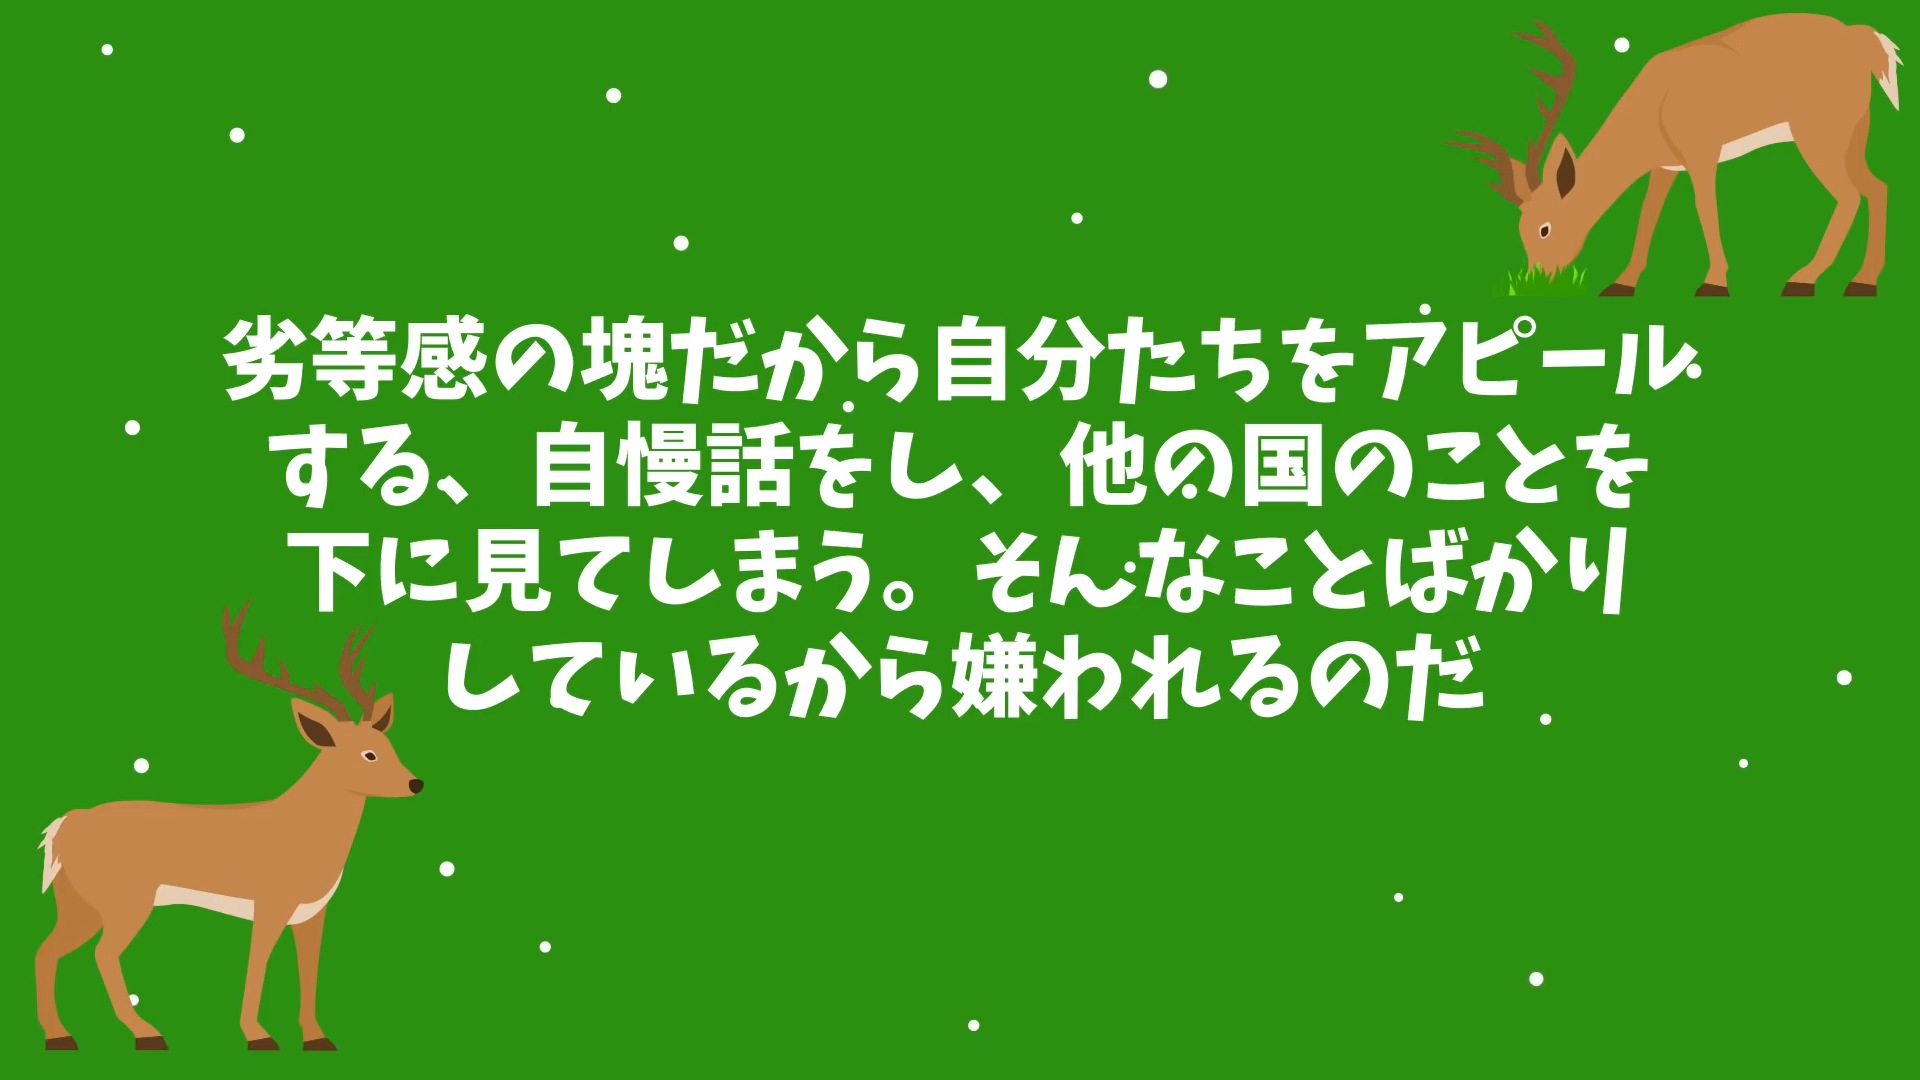 劣等感の塊だから自分たちをアピール
する、自慢話をし、他の国のことを
下に見てしまう。そんなことばかり
しているから嫌われるのだ